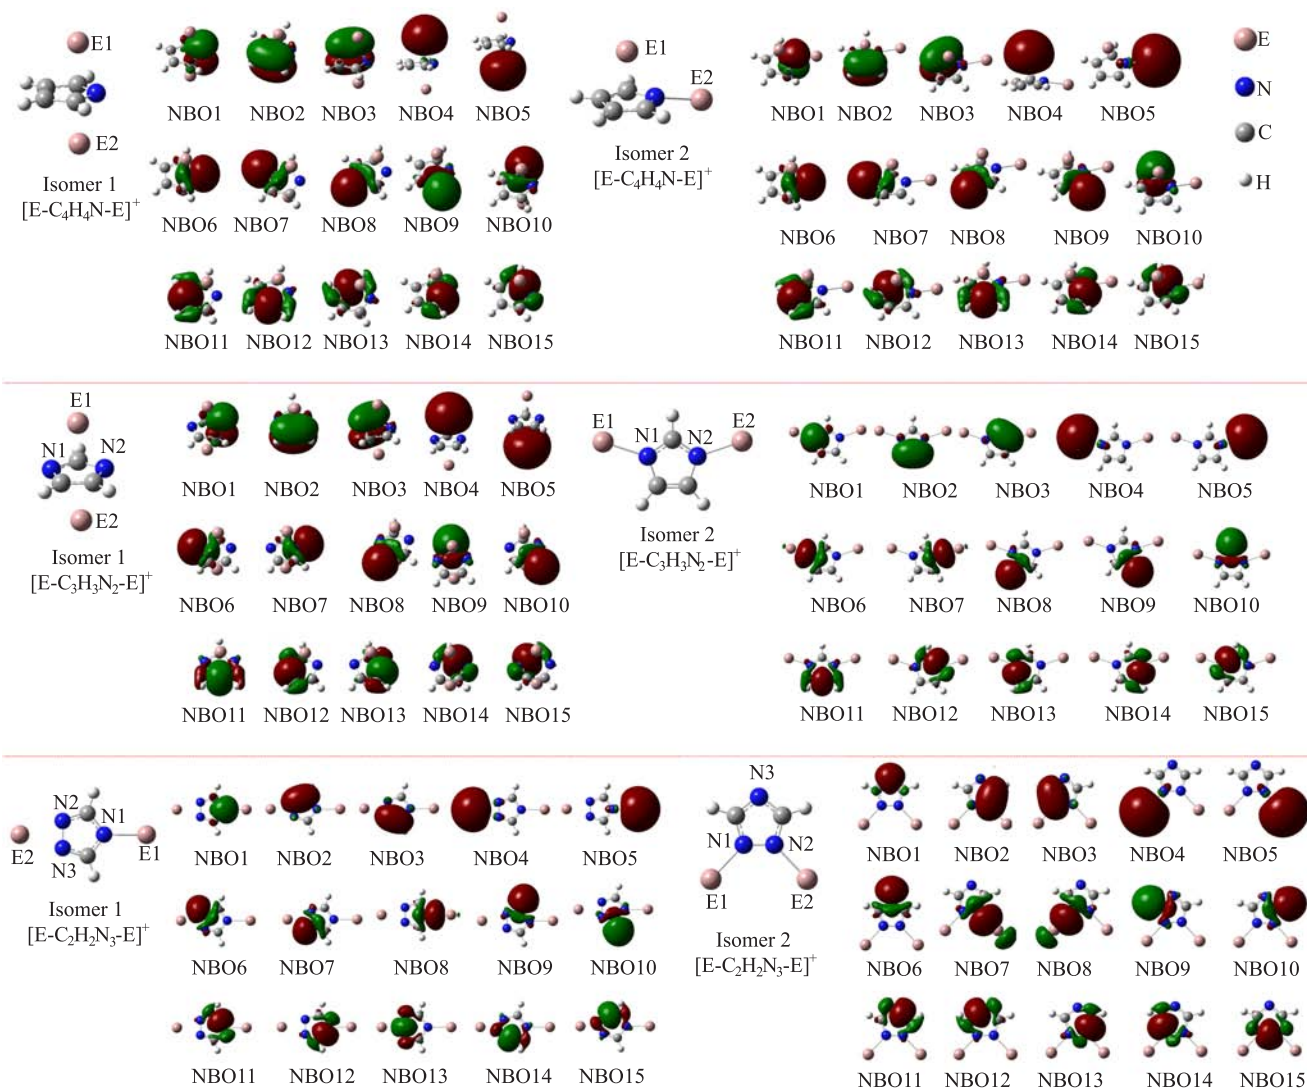 E1
E2
Isomer 1
[E-C₄H₄N-E]⁺
NBO1 NBO2 NBO3 NBO4 NBO5
NBO6 NBO7 NBO8 NBO9 NBO10
NBO11 NBO12 NBO13 NBO14 NBO15
E1
E2
Isomer 2
[E-C₄H₄N-E]⁺
NBO1 NBO2 NBO3 NBO4 NBO5
NBO6 NBO7 NBO8 NBO9 NBO10
NBO11 NBO12 NBO13 NBO14 NBO15
E
N
C
H
E1
N1 N2
E2
Isomer 1
[E-C₃H₃N₂-E]⁺
NBO1 NBO2 NBO3 NBO4 NBO5
NBO6 NBO7 NBO8 NBO9 NBO10
NBO11 NBO12 NBO13 NBO14 NBO15
E1 E2
N1 N2
Isomer 2
[E-C₃H₃N₂-E]⁺
NBO1 NBO2 NBO3 NBO4 NBO5
NBO6 NBO7 NBO8 NBO9 NBO10
NBO11 NBO12 NBO13 NBO14 NBO15
N2
N1
E2 E1
N3
Isomer 1
[E-C₂H₂N₃-E]⁺
NBO1 NBO2 NBO3 NBO4 NBO5
NBO6 NBO7 NBO8 NBO9 NBO10
NBO11 NBO12 NBO13 NBO14 NBO15
N3
N1 N2
E1 E2
Isomer 2
[E-C₂H₂N₃-E]⁺
NBO1 NBO2 NBO3 NBO4 NBO5
NBO6 NBO7 NBO8 NBO9 NBO10
NBO11 NBO12 NBO13 NBO14 NBO15